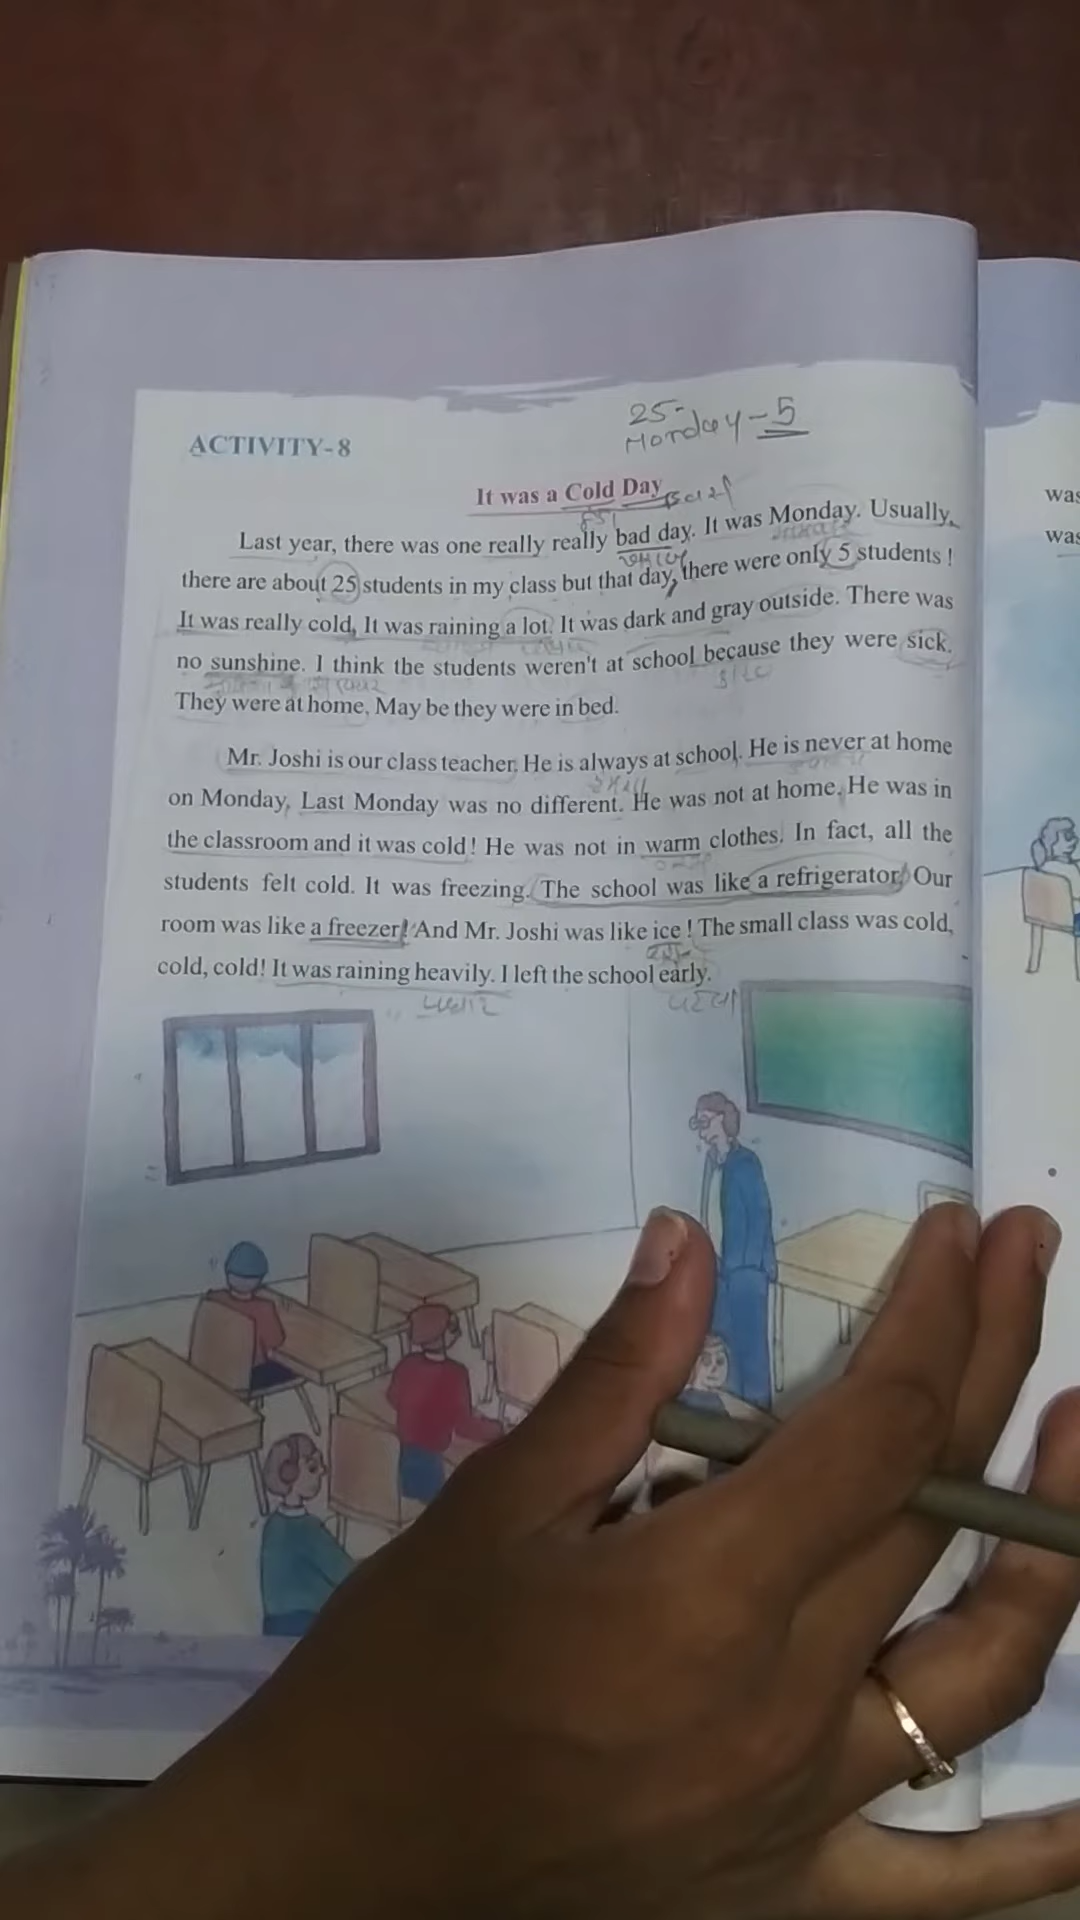 25-
Monday - 5
ACTIVITY-8
It was a Cold Day
Last year, there was one really really bad day. It was Monday. Usually,
there are about 25 students in my class but that day, there were only 5 students !
It was really cold, It was raining a lot. It was dark and gray outside. There was
no sunshine. I think the students weren't at school because they were sick.
They were at home, May be they were in bed.
Mr. Joshi is our class teacher. He is always at school. He is never at home
on Monday, Last Monday was no different. He was not at home. He was in
the classroom and it was cold! He was not in warm clothes. In fact, all the
students felt cold. It was freezing. The school was like a refrigerator! Our
room was like a freezer! And Mr. Joshi was like ice ! The small class was cold,
cold, cold! It was raining heavily. I left the school early.
was
was